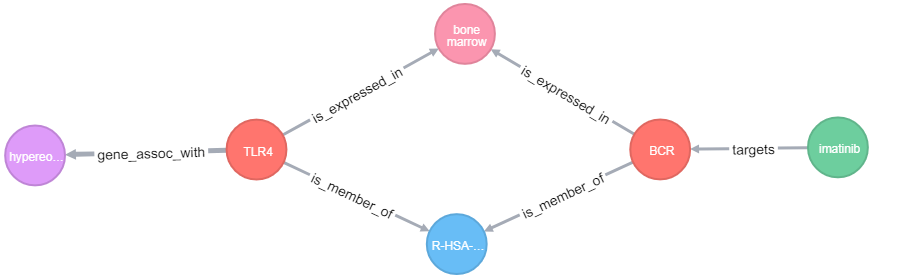 bone
marrow
is_expressed_in
is_expressed_in
hypereo...
gene_assoc_with
TLR4
BCR
targets
imatinib
is_member_of
is_member_of
R-HSA-...